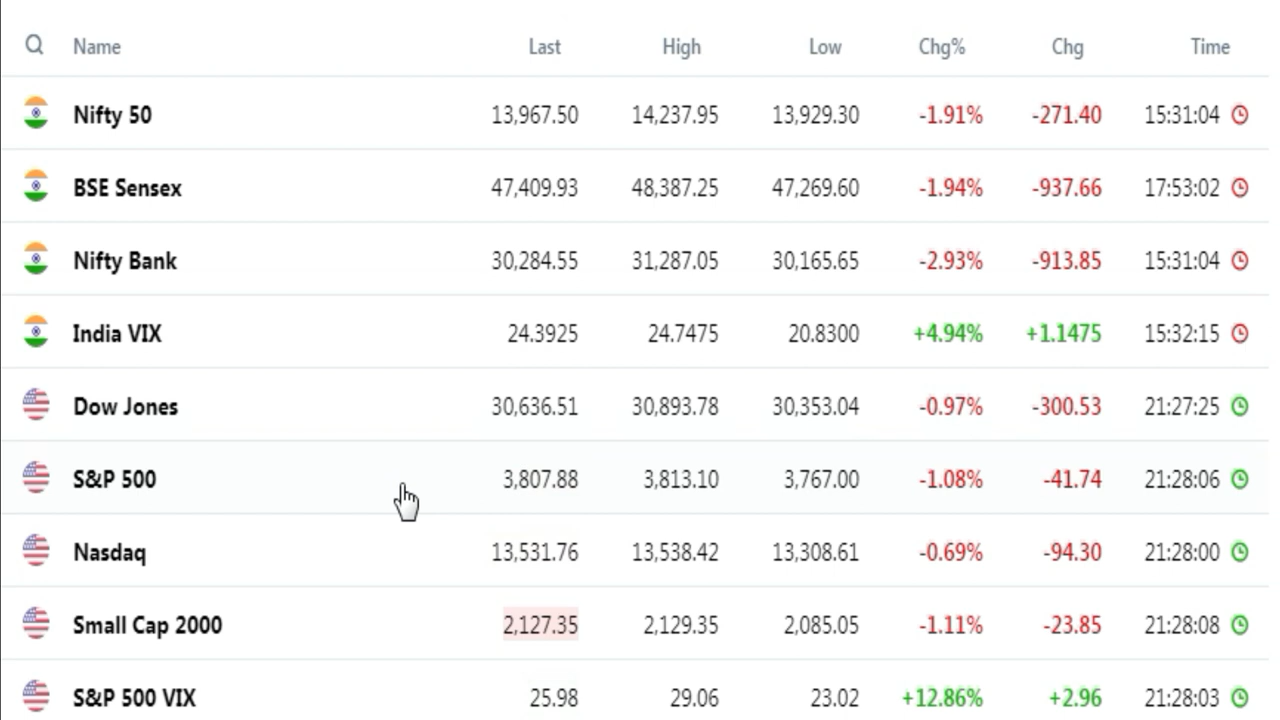 Name Last High Low Chg% Chg Time
Nifty 50 13,967.50 14,237.95 13,929.30 -1.91% -271.40 15:31:04
BSE Sensex 47,409.93 48,387.25 47,269.60 -1.94% -937.66 17:53:02
Nifty Bank 30,284.55 31,287.05 30,165.65 -2.93% -913.85 15:31:04
India VIX 24.3925 24.7475 20.8300 +4.94% +1.1475 15:32:15
Dow Jones 30,636.51 30,893.78 30,353.04 -0.97% -300.53 21:27:25
S&P 500 3,807.88 3,813.10 3,767.00 -1.08% -41.74 21:28:06
Nasdaq 13,531.76 13,538.42 13,308.61 -0.69% -94.30 21:28:00
Small Cap 2000 2,127.35 2,129.35 2,085.05 -1.11% -23.85 21:28:08
S&P 500 VIX 25.98 29.06 23.02 +12.86% +2.96 21:28:03